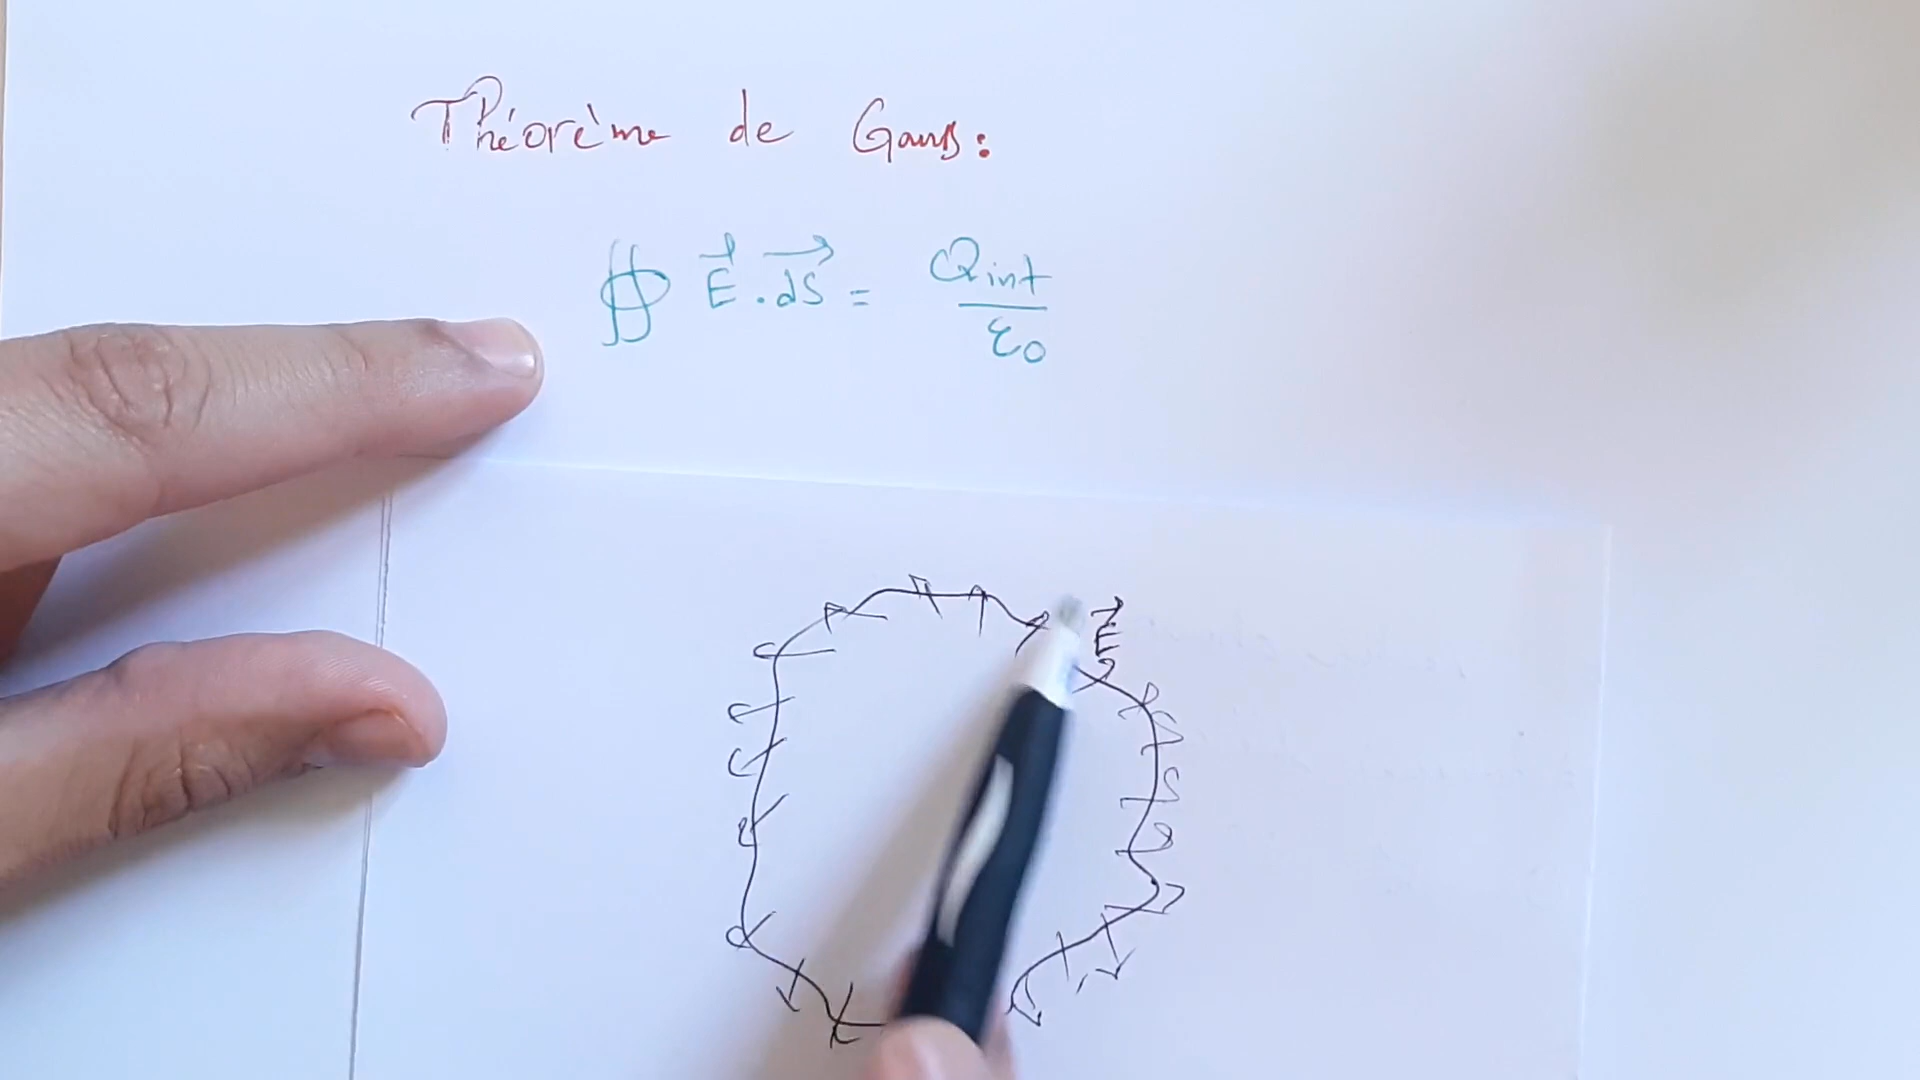 Théorème de Gauss :
∯ E⃗ . dS⃗ = Qint / ε0
E⃗